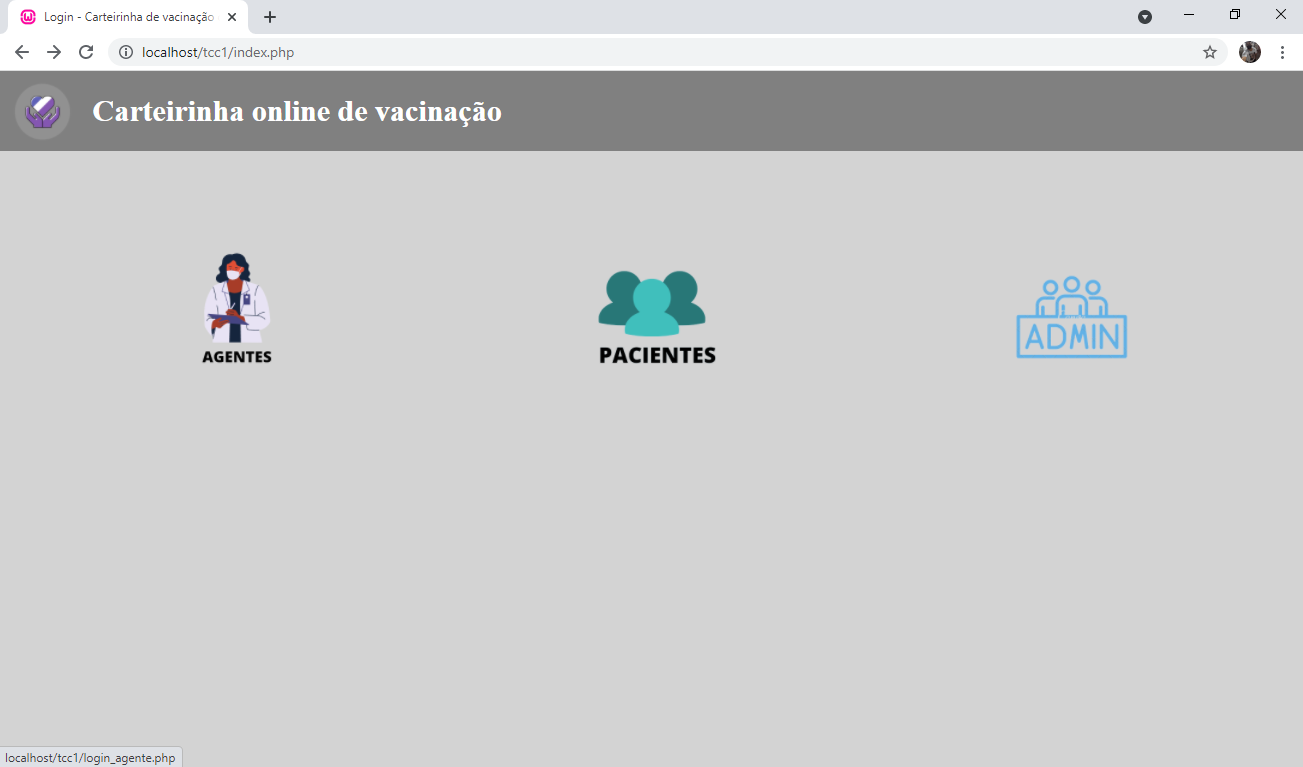 Login - Carteirinha de vacinação
localhost/tcc1/index.php
Carteirinha online de vacinação
AGENTES
PACIENTES
ADMIN
localhost/tcc1/login_agente.php